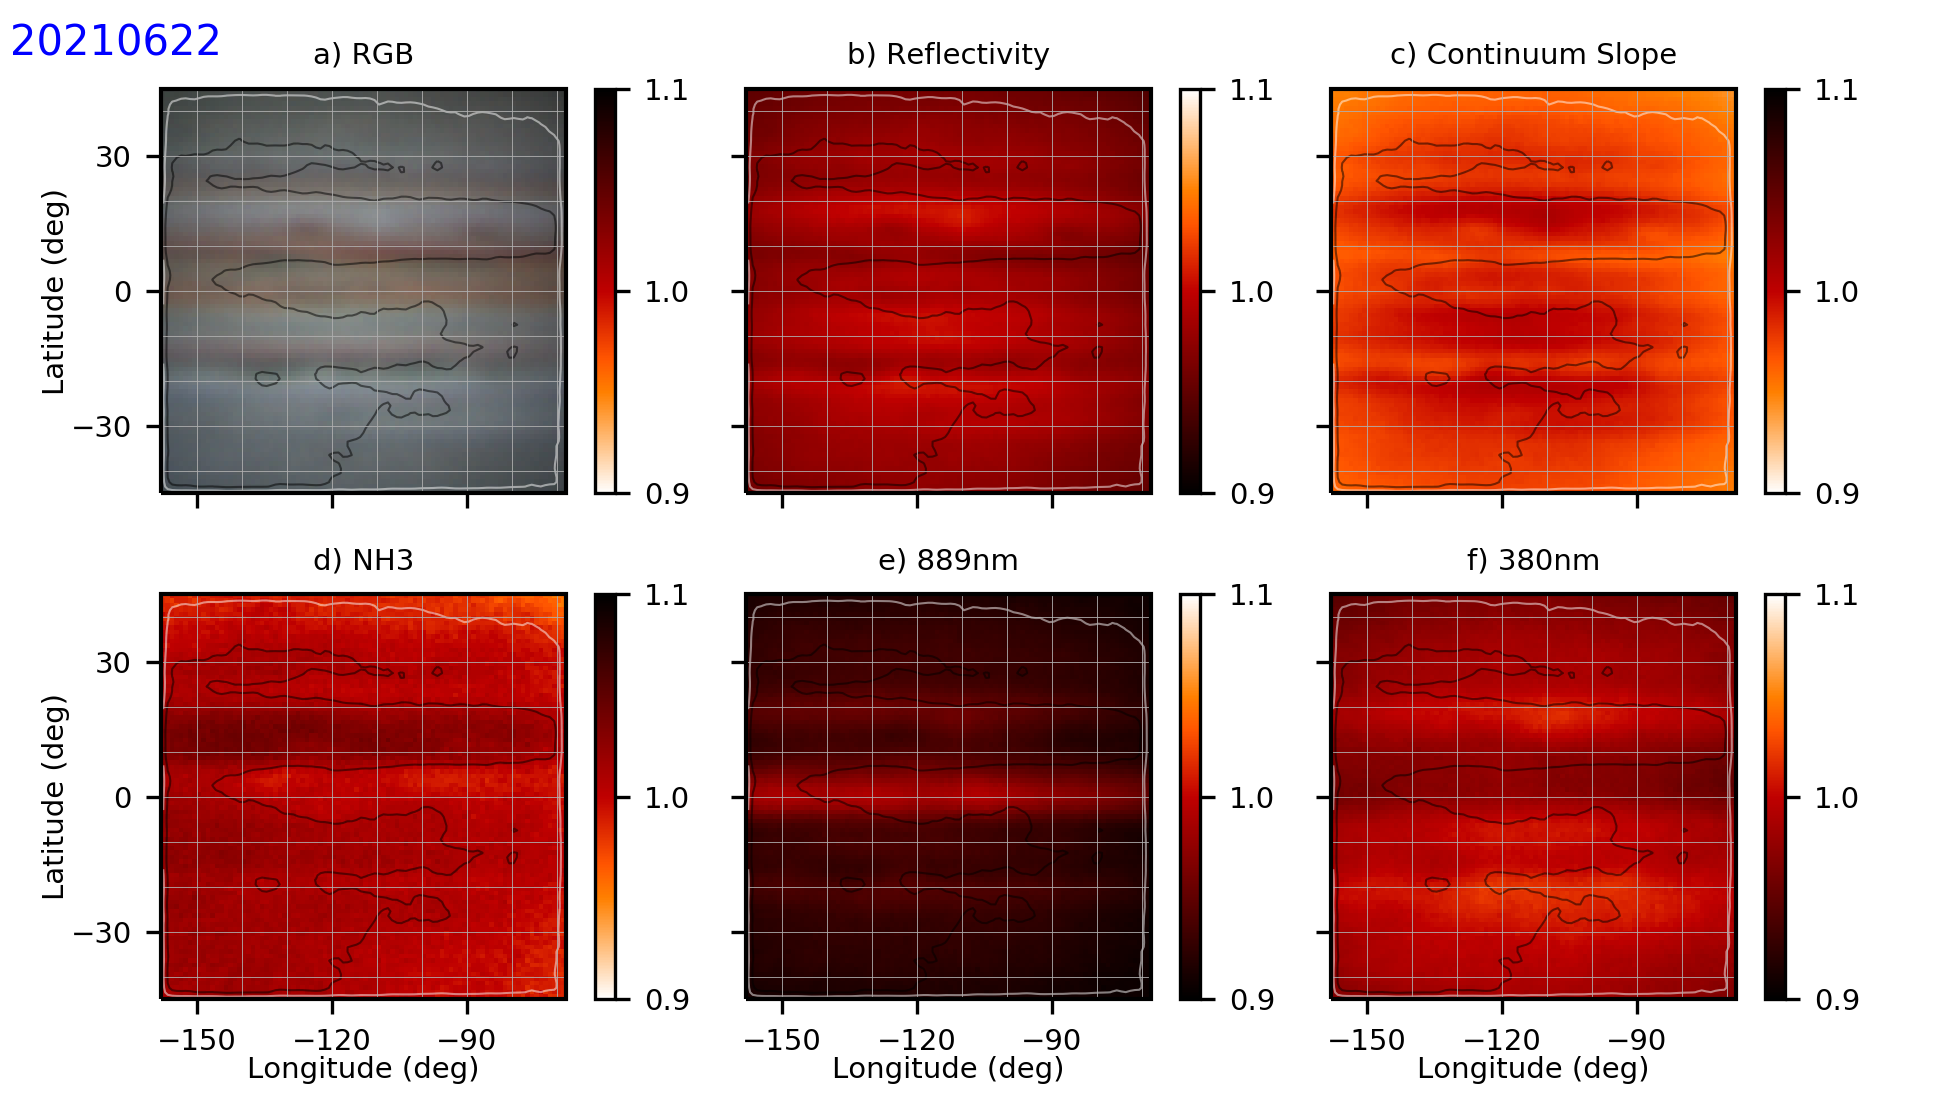 20210622
a) RGB
b) Reflectivity
c) Continuum Slope
1.1
1.0
0.9
1.1
1.0
0.9
1.1
1.0
0.9
30
0
−30
Latitude (deg)
d) NH3
e) 889nm
f) 380nm
1.1
1.0
0.9
1.1
1.0
0.9
1.1
1.0
0.9
30
0
−30
Latitude (deg)
−150 −120 −90
−150 −120 −90
−150 −120 −90
Longitude (deg)
Longitude (deg)
Longitude (deg)